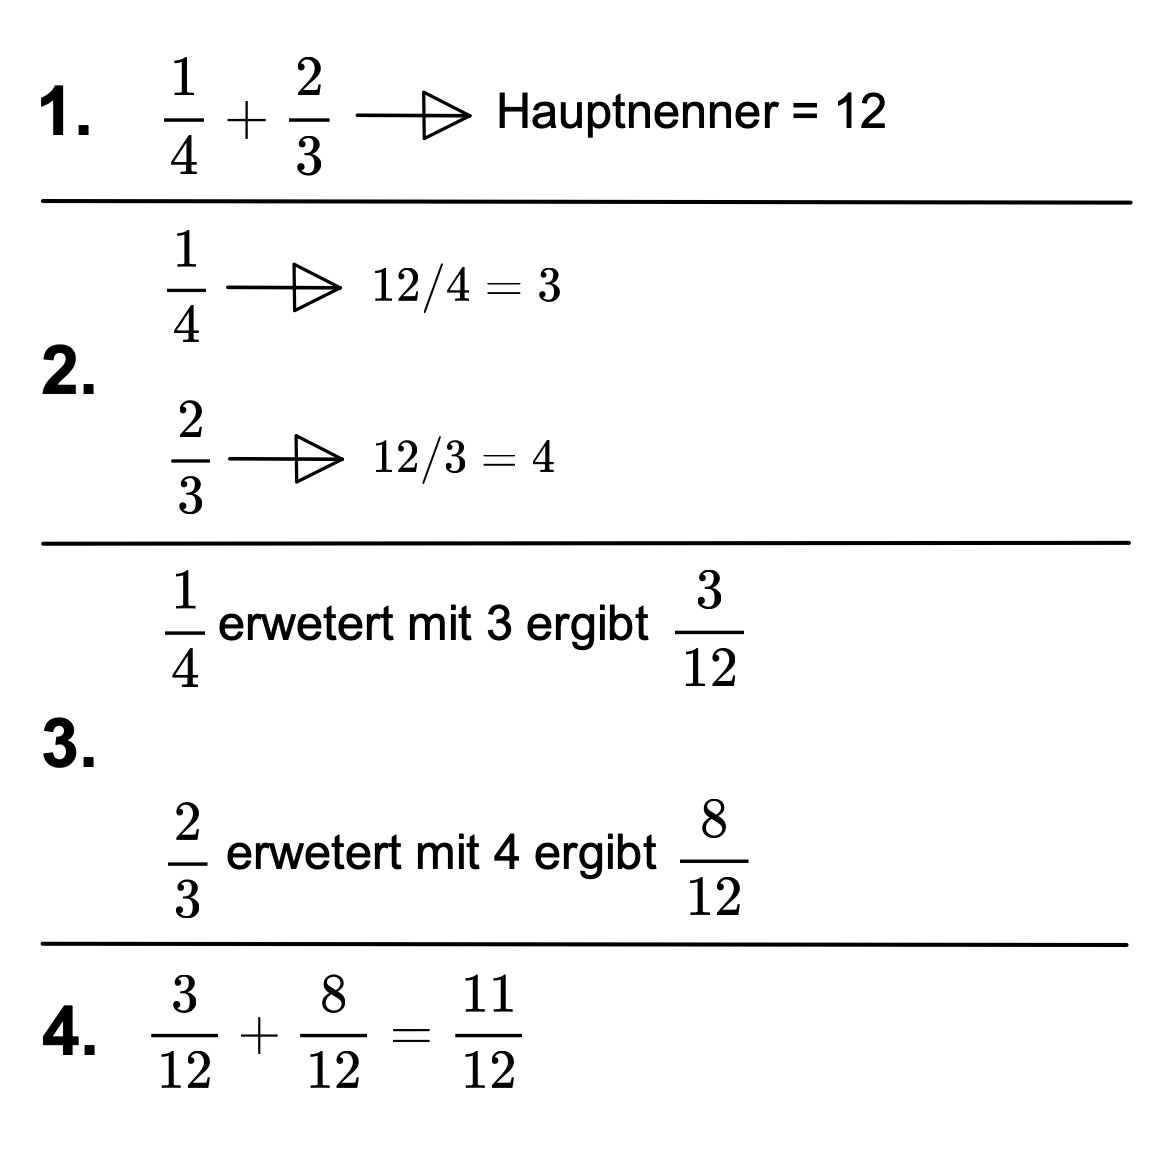 1. 1/4 + 2/3 → Hauptnenner = 12
1/4 → 12/4 = 3
2.
2/3 → 12/3 = 4
1/4 erwetert mit 3 ergibt 3/12
3.
2/3 erwetert mit 4 ergibt 8/12
4. 3/12 + 8/12 = 11/12